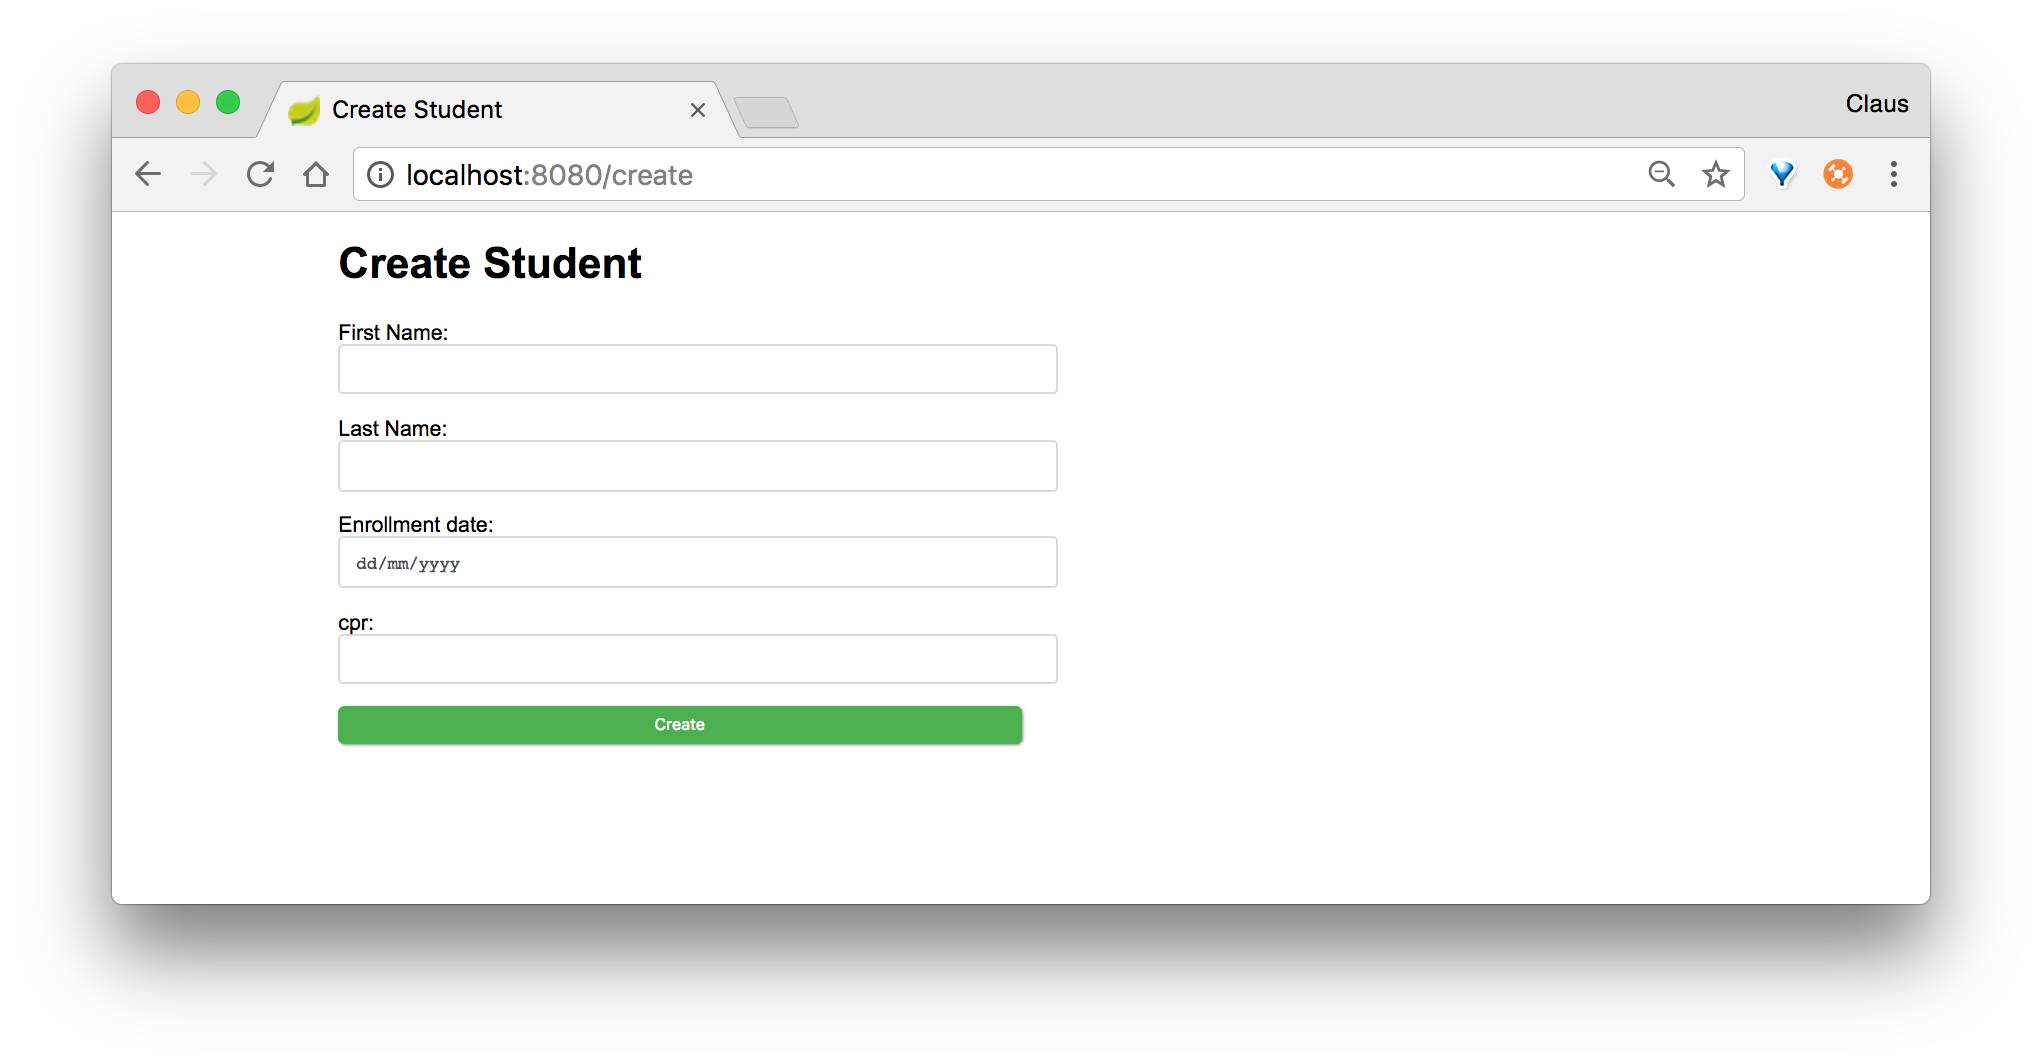 Create Student
Claus
localhost:8080/create
Create Student
First Name:
Last Name:
Enrollment date:
dd/mm/yyyy
cpr:
Create